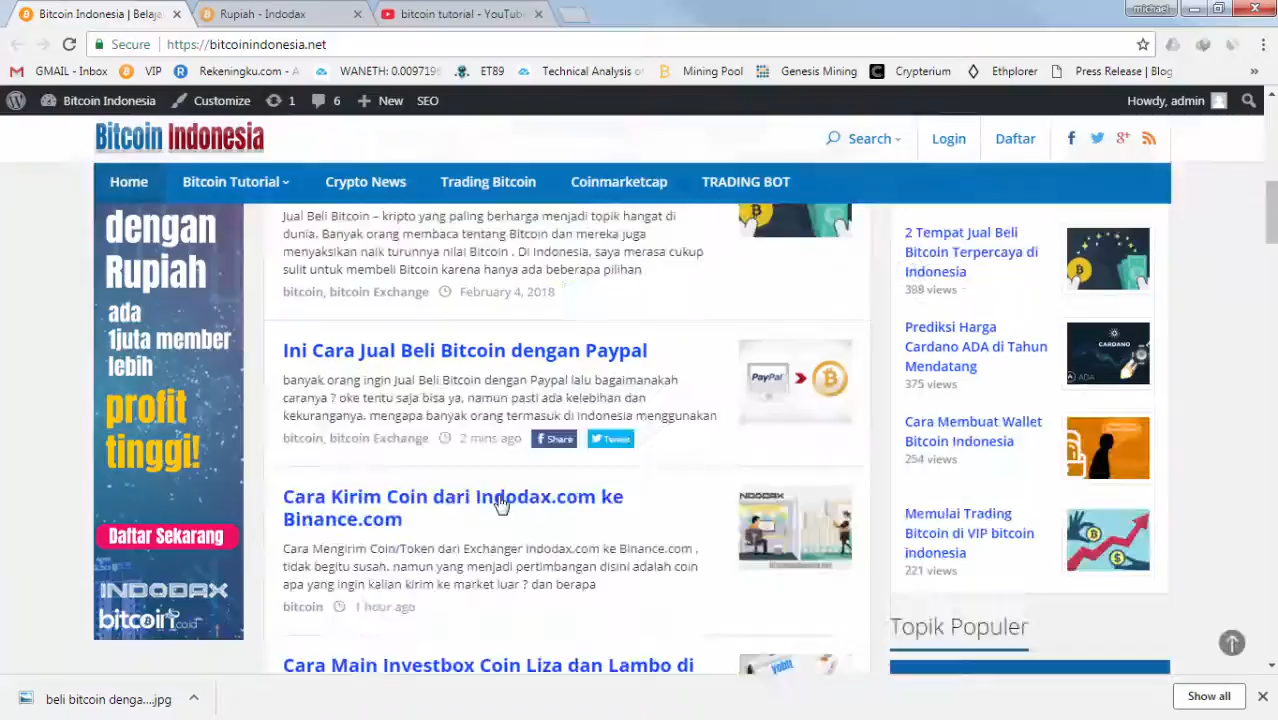 Bitcoin Indonesia | Belaja
Rupiah - Indodax
bitcoin tutorial - YouTube
michael
Secure
https://bitcoinindonesia.net
GMAIL - Inbox
VIP
Rekeningku.com - A
WANETH: 0.0097196
ET89
Technical Analysis o
Mining Pool
Genesis Mining
Crypterium
Ethplorer
Press Release | Blog
Bitcoin Indonesia
Customize
1
6
New
SEO
Howdy, admin
Bitcoin Indonesia
Search
Login
Daftar
Home
Bitcoin Tutorial
Crypto News
Trading Bitcoin
Coinmarketcap
TRADING BOT
dengan
Rupiah
ada
1juta member
lebih
profit
tinggi!
Daftar Sekarang
INDODAX
bitcoin.co.id
Jual Beli Bitcoin – kripto yang paling berharga menjadi topik hangat di
dunia. Banyak orang membaca tentang Bitcoin dan mereka juga
menyaksikan naik turunnya nilai Bitcoin . Di Indonesia, saya merasa cukup
sulit untuk membeli Bitcoin karena hanya ada beberapa pilihan
bitcoin, bitcoin Exchange February 4, 2018
Ini Cara Jual Beli Bitcoin dengan Paypal
banyak orang ingin Jual Beli Bitcoin dengan Paypal lalu bagaimanakah
caranya ? oke tentu saja bisa ya, namun pasti ada kelebihan dan
kekuranganya. mengapa banyak orang termasuk di Indonesia menggunakan
bitcoin, bitcoin Exchange 2 mins ago Share Tweet
PayPal
Cara Kirim Coin dari Indodax.com ke
Binance.com
Cara Mengirim Coin/Token dari Exchanger indodax.com ke Binance.com ,
tidak begitu susah. namun yang menjadi pertimbangan disini adalah coin
apa yang ingin kalian kirim ke market luar ? dan berapa
bitcoin 1 hour ago
INDODAX
Cara Main Investbox Coin Liza dan Lambo di
yobit
2 Tempat Jual Beli
Bitcoin Terpercaya di
Indonesia
388 views
Prediksi Harga
Cardano ADA di Tahun
Mendatang
375 views
CARDANO
ADA
Cara Membuat Wallet
Bitcoin Indonesia
254 views
Memulai Trading
Bitcoin di VIP bitcoin
indonesia
221 views
Topik Populer
beli bitcoin denga....jpg
Show all